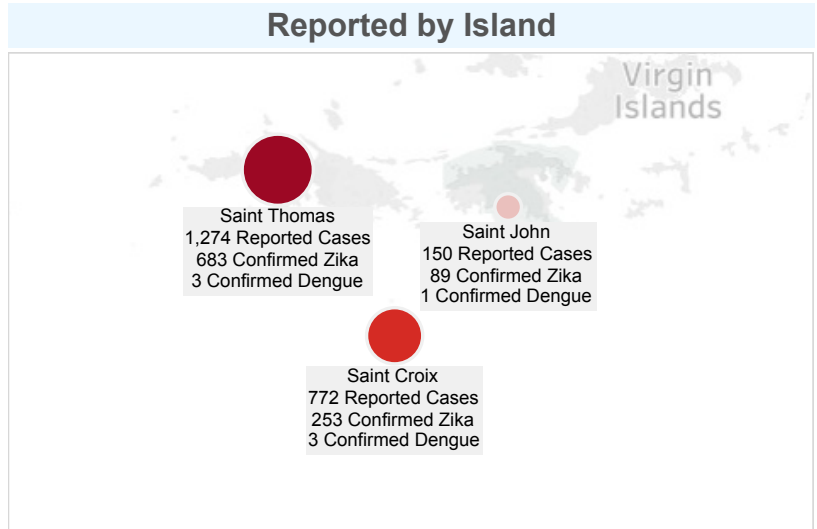 Reported by Island
Virgin
Islands
Saint Thomas
1,274 Reported Cases
683 Confirmed Zika
3 Confirmed Dengue
Saint John
150 Reported Cases
89 Confirmed Zika
1 Confirmed Dengue
Saint Croix
772 Reported Cases
253 Confirmed Zika
3 Confirmed Dengue